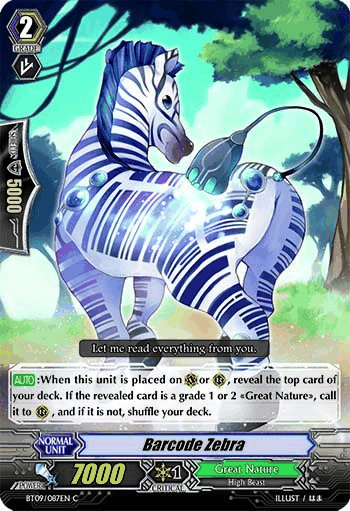 2
GRADE
SHIELD
5000
Let me read everything from you.
AUTO :When this unit is placed on or , reveal the top card of
your deck. If the revealed card is a grade 1 or 2 «Great Nature», call
it to , and if it is not, shuffle your deck.
NORMAL UNIT
Barcode Zebra
POWER 7000
1 CRITICAL
Great Nature
High Beast
BT09/087EN C
ILLUST / はま